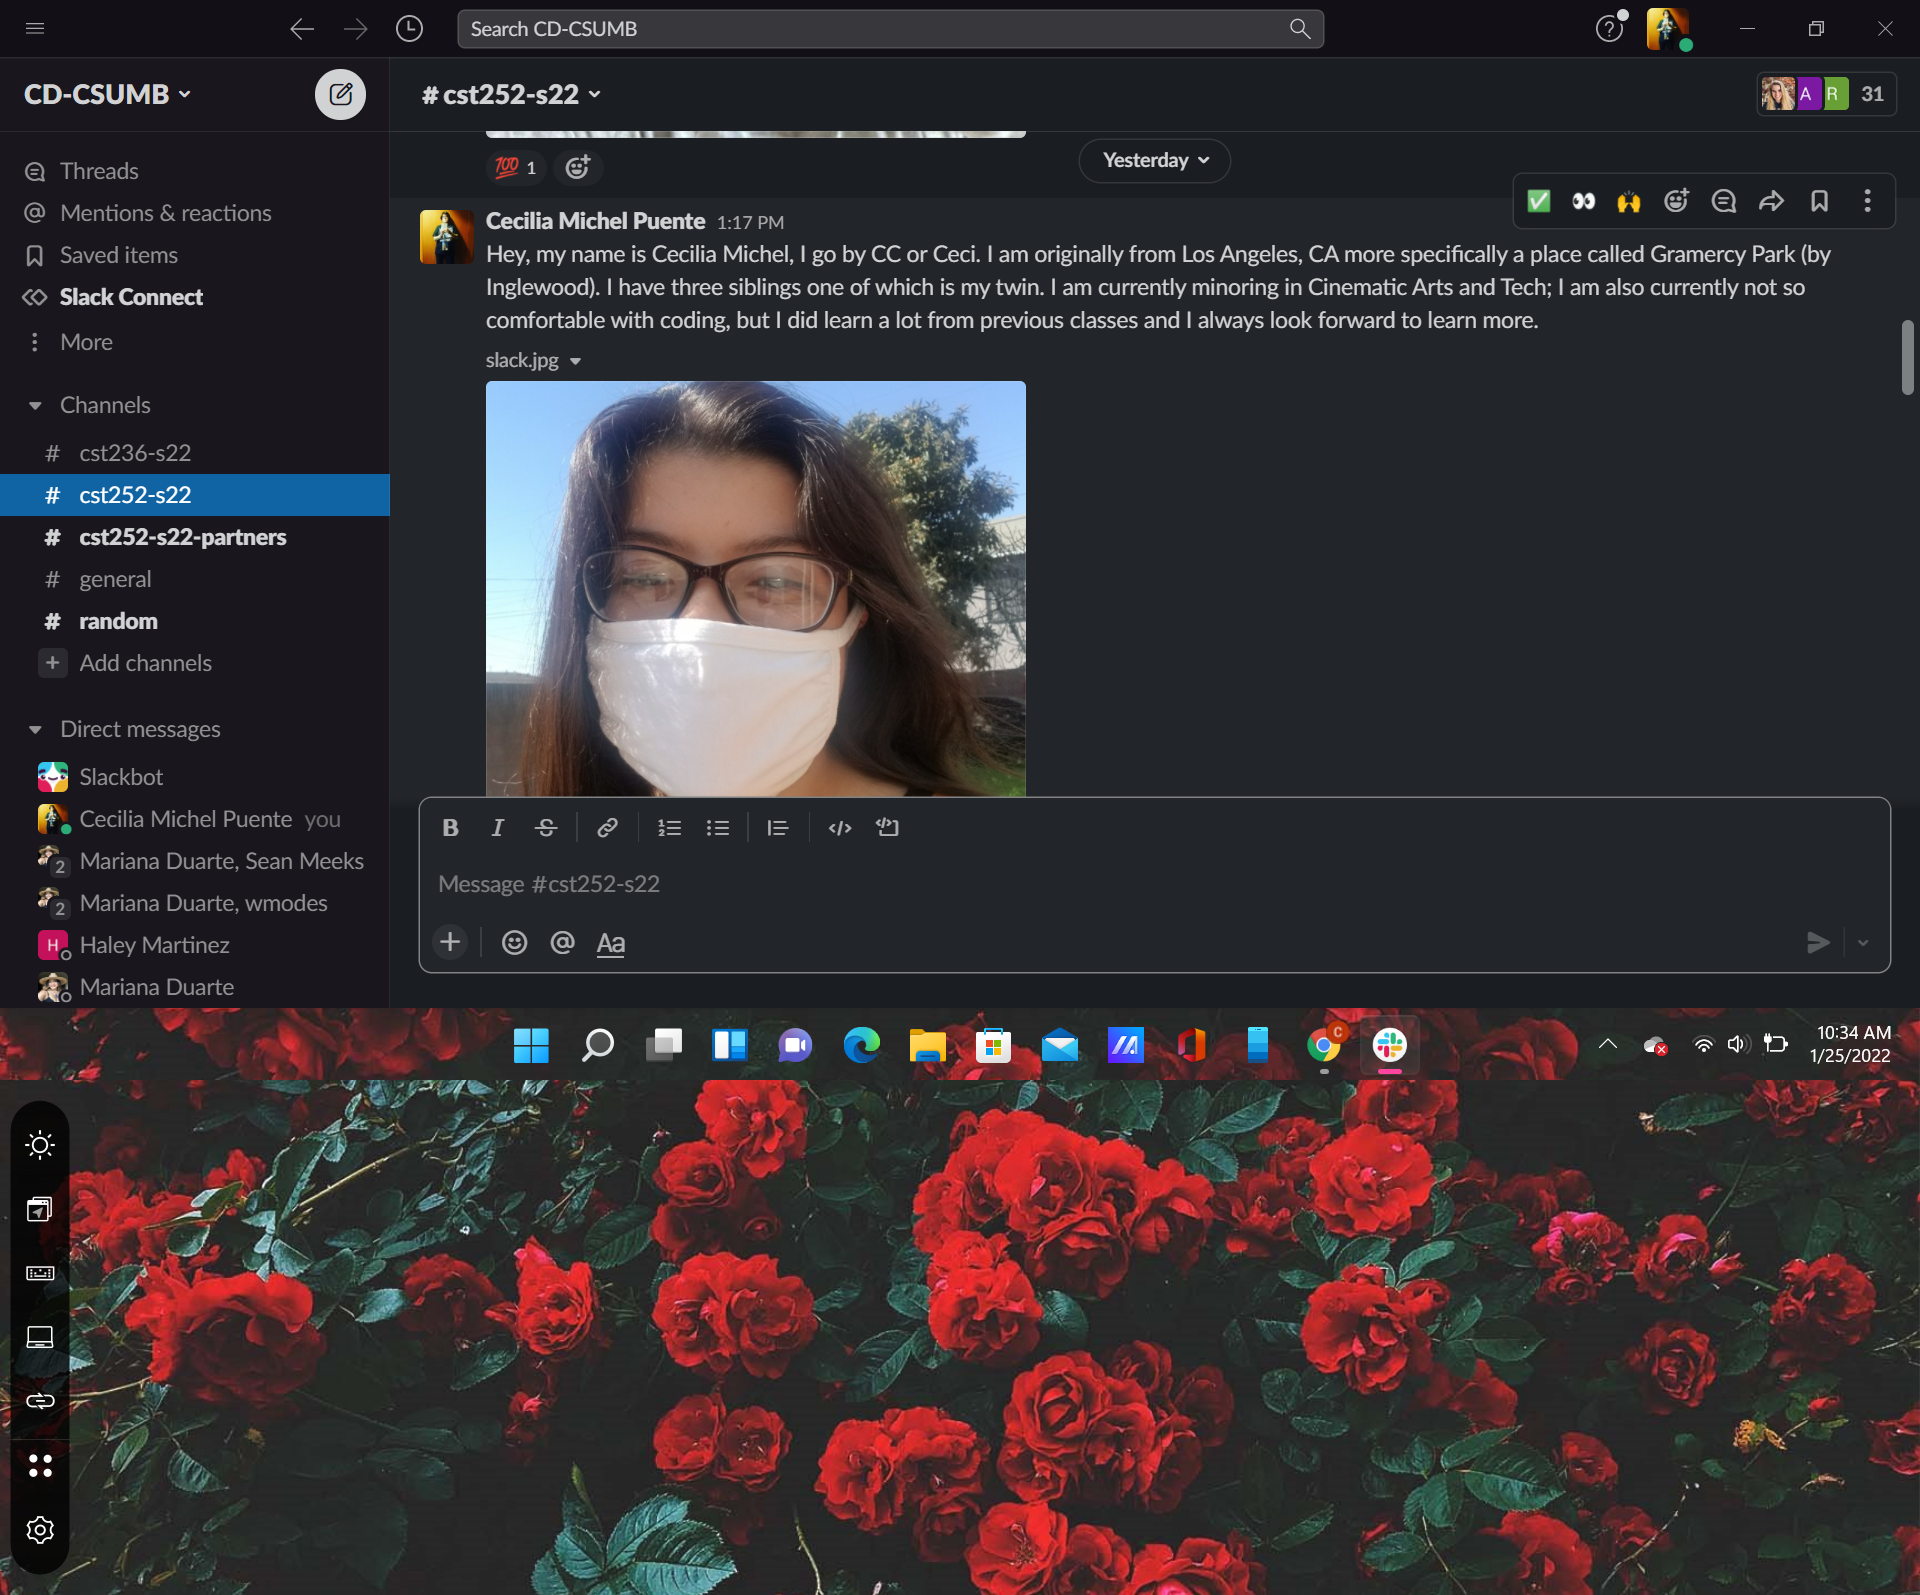 Search CD-CSUMB
CD-CSUMB
# cst252-s22
A R 31
Threads
Mentions & reactions
Saved items
Slack Connect
More
Channels
# cst236-s22
# cst252-s22
# cst252-s22-partners
# general
# random
+ Add channels
Direct messages
Slackbot
Cecilia Michel Puente you
2 Mariana Duarte, Sean Meeks
2 Mariana Duarte, wmodes
H Haley Martinez
Mariana Duarte
💯 1
Yesterday
Cecilia Michel Puente 1:17 PM
Hey, my name is Cecilia Michel, I go by CC or Ceci. I am originally from Los Angeles, CA more specifically a place called Gramercy Park (by
Inglewood). I have three siblings one of which is my twin. I am currently minoring in Cinematic Arts and Tech; I am also currently not so
comfortable with coding, but I did learn a lot from previous classes and I always look forward to learn more.
slack.jpg
B I S
Message #cst252-s22
+ @ Aa
C
10:34 AM
1/25/2022